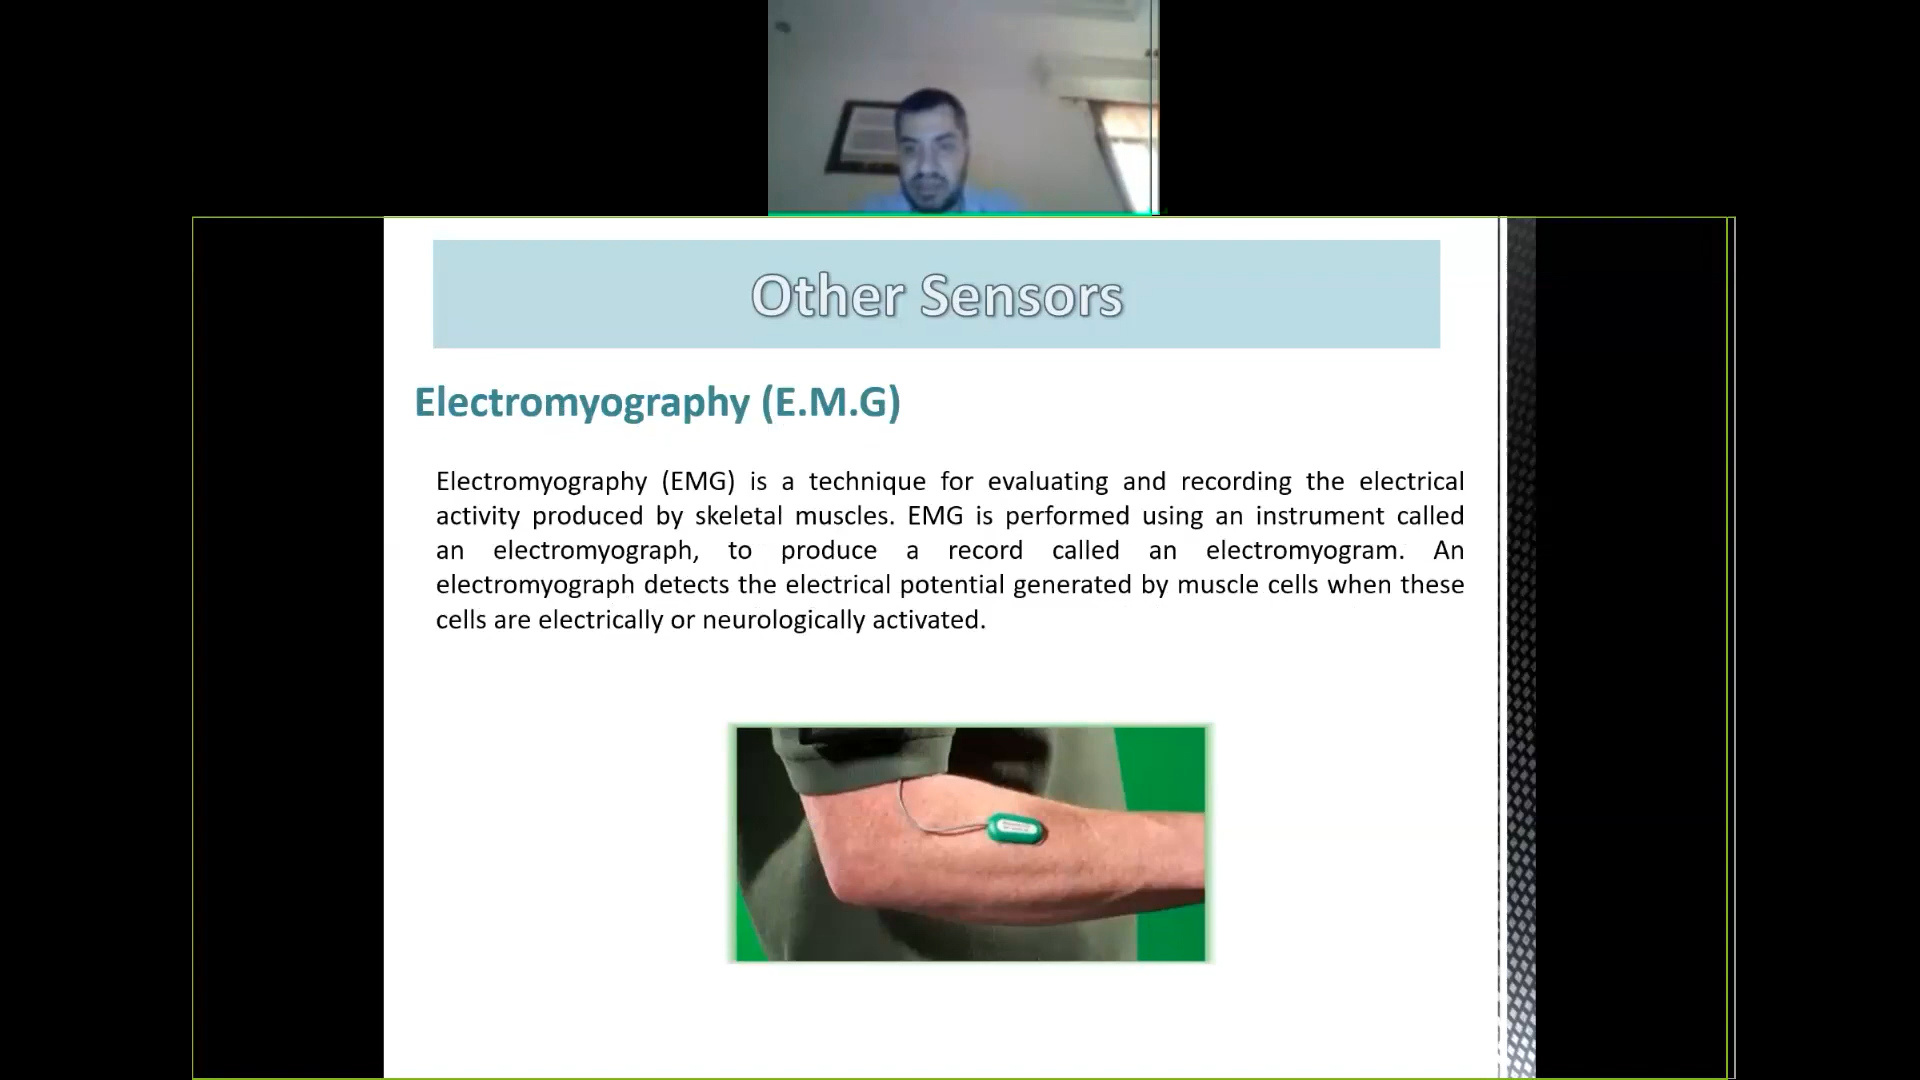 Other Sensors
Electromyography (E.M.G)
Electromyography (EMG) is a technique for evaluating and recording the electrical
activity produced by skeletal muscles. EMG is performed using an instrument called
an electromyograph, to produce a record called an electromyogram. An
electromyograph detects the electrical potential generated by muscle cells when these
cells are electrically or neurologically activated.